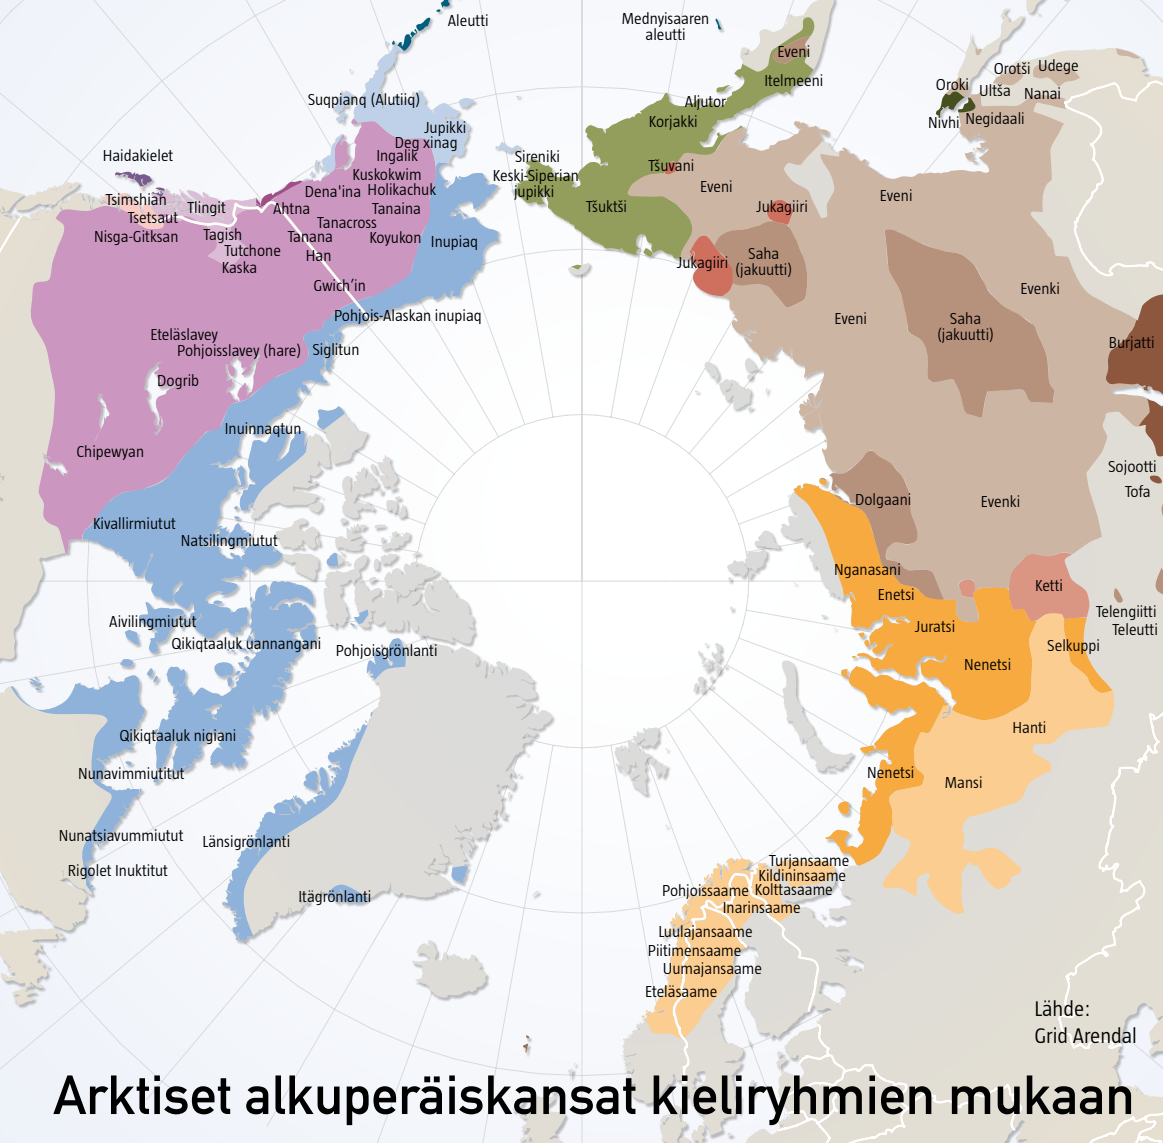 Aleutti
Mednyisaaren
aleutti
Eveni
Itelmeeni
Aljutor
Korjakki
Orotši
Udege
Oroki
Ultša
Nanai
Nivhi
Negidaali
Suqpianq (Alutiiq)
Jupikki
Deg xinag
Ingalik
Kuskokwim
Holikachuk
Dena'ina
Haidakielet
Tsimshian
Tsetsaut
Nisga-Gitksan
Tlingit
Ahtna
Tanaina
Tanacross
Tanana
Koyukon
Inupiaq
Tagish
Tutchone
Kaska
Han
Gwich’in
Pohjois-Alaskan inupiaq
Sireniki
Keski-Siperian
jupikki
Tšuktši
Tšuvani
Eveni
Jukagiiri
Eveni
Jukagiiri
Saha
(jakuutti)
Evenki
Eveni
Saha
(jakuutti)
Burjatti
Eteläslavey
Pohjoisslavey (hare)
Siglitun
Dogrib
Inuinnaqtun
Chipewyan
Sojootti
Tofa
Kivallirmiutut
Natsilingmiutut
Dolgaani
Evenki
Nganasani
Enetsi
Ketti
Telengiitti
Teleutti
Aivilingmiutut
Qikiqtaaluk uannangani
Pohjoisgrönlanti
Juratsi
Selkuppi
Nenetsi
Hanti
Qikiqtaaluk nigiani
Nunavimmiutitut
Nenetsi
Mansi
Nunatsiavummiutut
Länsigrönlanti
Rigolet Inuktitut
Itägrönlanti
Turjansaame
Kildininsaame
Pohjoissaame
Kolttasaame
Inarinsaame
Luulajansaame
Piitimensaame
Uumajansaame
Eteläsaame
Lähde:
Grid Arendal
Arktiset alkuperäiskansat kieliryhmien mukaan